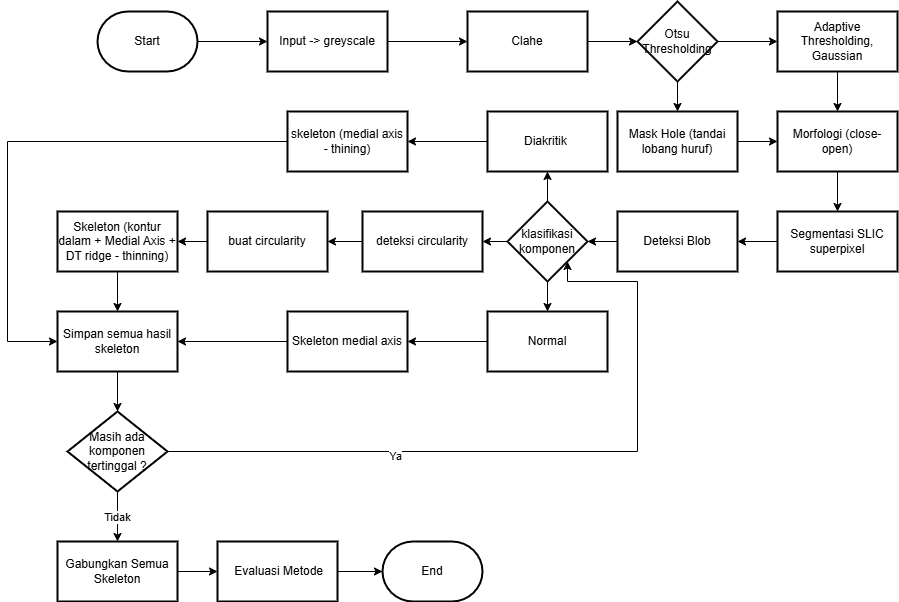 Start
Input -> greyscale
Clahe
Otsu
Thresholding
Adaptive
Thresholding,
Gaussian
skeleton (medial axis
- thining)
Diakritik
Mask Hole (tandai
lobang huruf)
Morfologi (close-
open)
Skeleton (kontur
dalam + Medial Axis +
DT ridge - thinning)
buat circularity
deteksi circularity
klasifikasi
komponen
Deteksi Blob
Segmentasi SLIC
superpixel
Simpan semua hasil
skeleton
Skeleton medial axis
Normal
Masih ada
komponen
tertinggal ?
Ya
Tidak
Gabungkan Semua
Skeleton
Evaluasi Metode
End